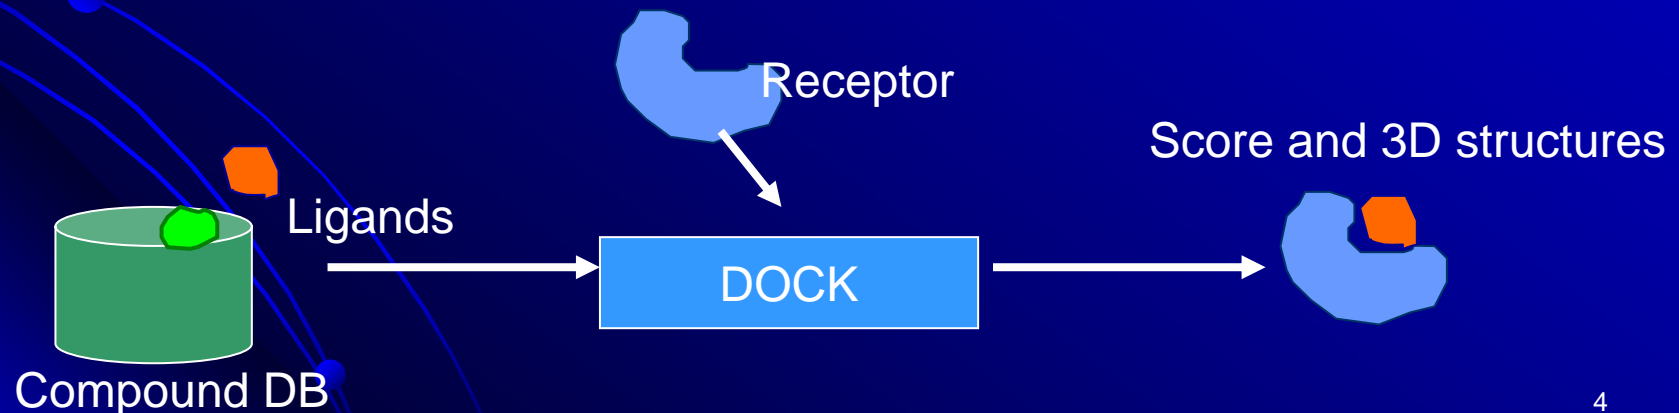 Receptor
Score and 3D structures
Ligands
DOCK
Compound DB
4